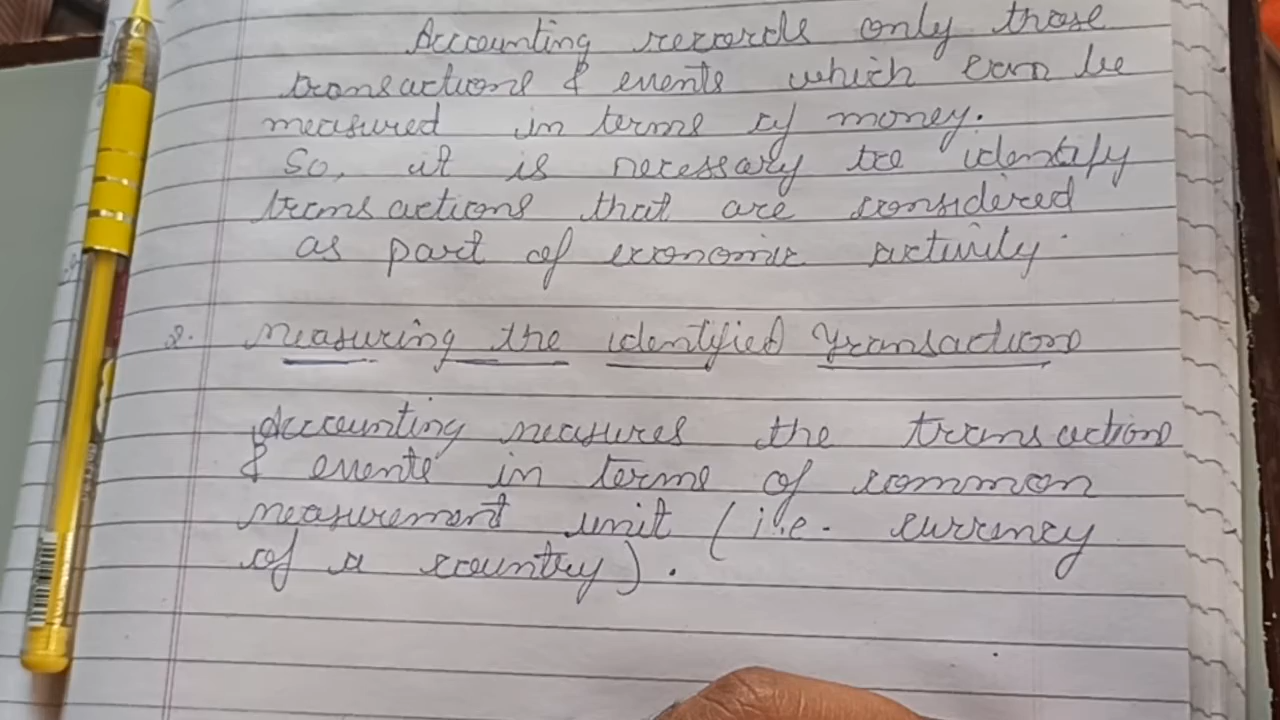 Accounting records only those
transactions & events which can be
measured in terms of money.
So, it is necessary to identify
transactions that are considered
as part of economic activity.
2. Measuring the identified Transactions
Accounting measures the transactions
& events in terms of common
measurement unit (i.e. currency
of a country).